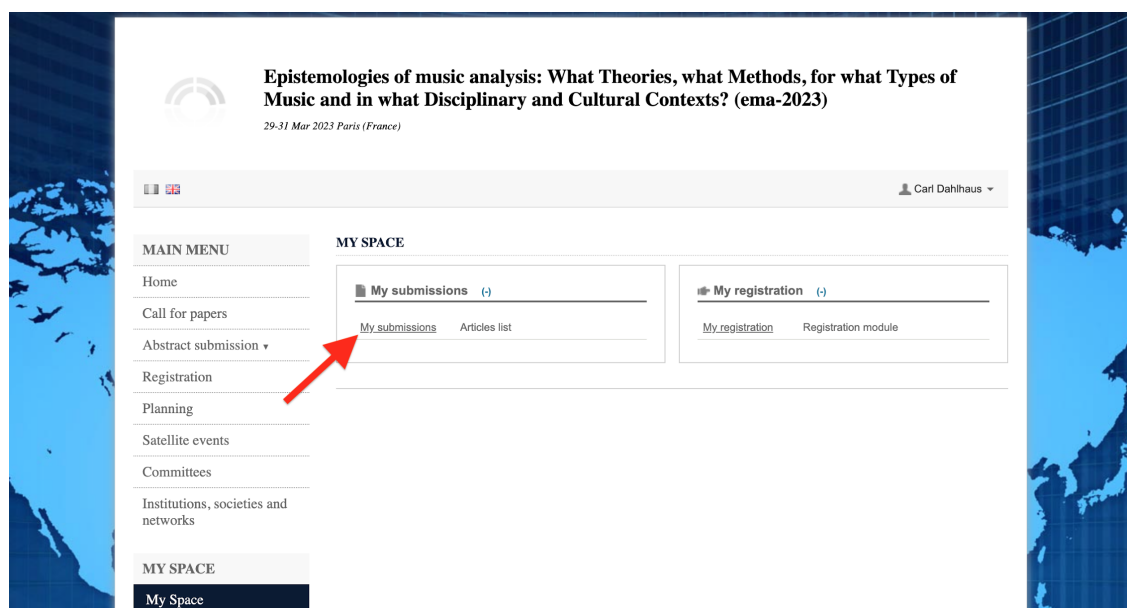 Epistemologies of music analysis: What Theories, what Methods, for what Types of
Music and in what Disciplinary and Cultural Contexts? (ema-2023)
29-31 Mar 2023 Paris (France)
Carl Dahlhaus
MAIN MENU
Home
Call for papers
Abstract submission ▾
Registration
Planning
Satellite events
Committees
Institutions, societies and
networks
MY SPACE
My Space
MY SPACE
My submissions (-)
My submissions Articles list
My registration (-)
My registration Registration module